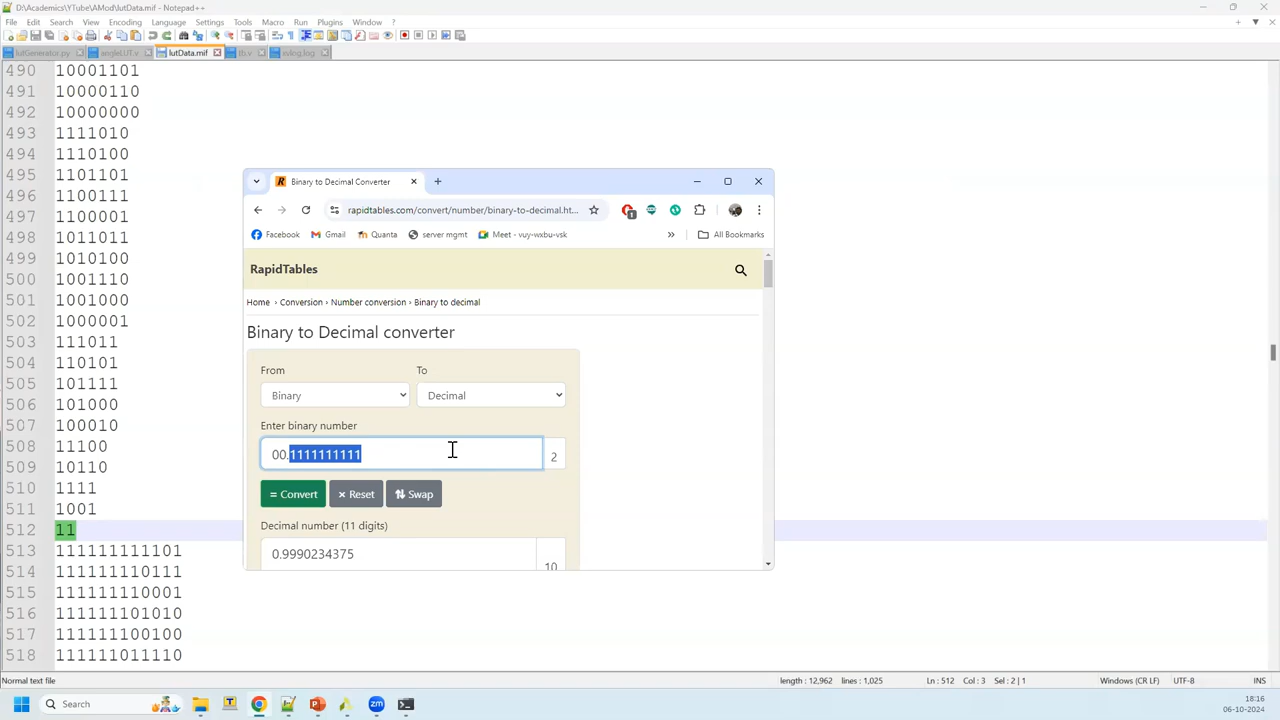 D:\Academics\YTube\AMod\lutData.mif - Notepad++
File Edit Search View Encoding Language Settings Tools Macro Run Plugins Window ?
lutGenerator.py angleLUT.v lutData.mif tb.v xvlog.log
490 10001101
491 10000110
492 10000000
493 1111010
494 1110100
495 1101101
496 1100111
497 1100001
498 1011011
499 1010100
500 1001110
501 1001000
502 1000001
503 111011
504 110101
505 101111
506 101000
507 100010
508 11100
509 10110
510 1111
511 1001
512 11
513 111111111101
514 111111110111
515 111111110001
516 111111101010
517 111111100100
518 111111011110
Binary to Decimal Converter
rapidtables.com/convert/number/binary-to-decimal.ht...
Facebook Gmail Quanta server mgmt Meet - vuy-wxbu-vsk » All Bookmarks
RapidTables
Home › Conversion › Number conversion › Binary to decimal
Binary to Decimal converter
From To
Binary Decimal
Enter binary number
00.1111111111 2
= Convert × Reset Swap
Decimal number (11 digits)
0.9990234375 10
Normal text file length : 12,962 lines : 1,025 Ln : 512 Col : 3 Sel : 2 | 1 Windows (CR LF) UTF-8 INS
Search
18:16
06-10-2024